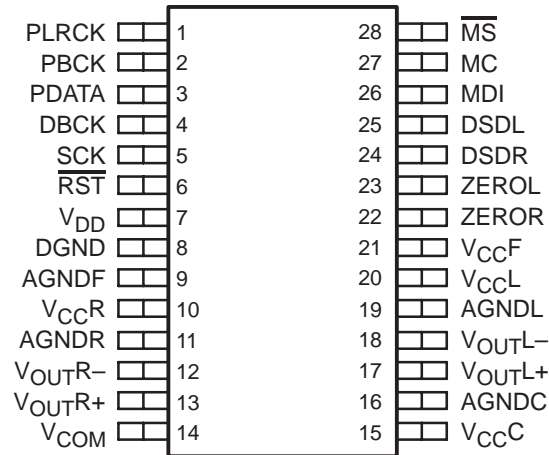 PLRCK 1 28 M̅S̅ 
PBCK 2 27 MC
PDATA 3 26 MDI
DBCK 4 25 DSDL
SCK 5 24 DSDR
R̅S̅T̅ 6 23 ZEROL
VDD 7 22 ZEROR
DGND 8 21 VCCF
AGNDF 9 20 VCCL
VCCR 10 19 AGNDL
AGNDR 11 18 VOUTL–
VOUTR– 12 17 VOUTL+
VOUTR+ 13 16 AGNDC
VCOM 14 15 VCCC